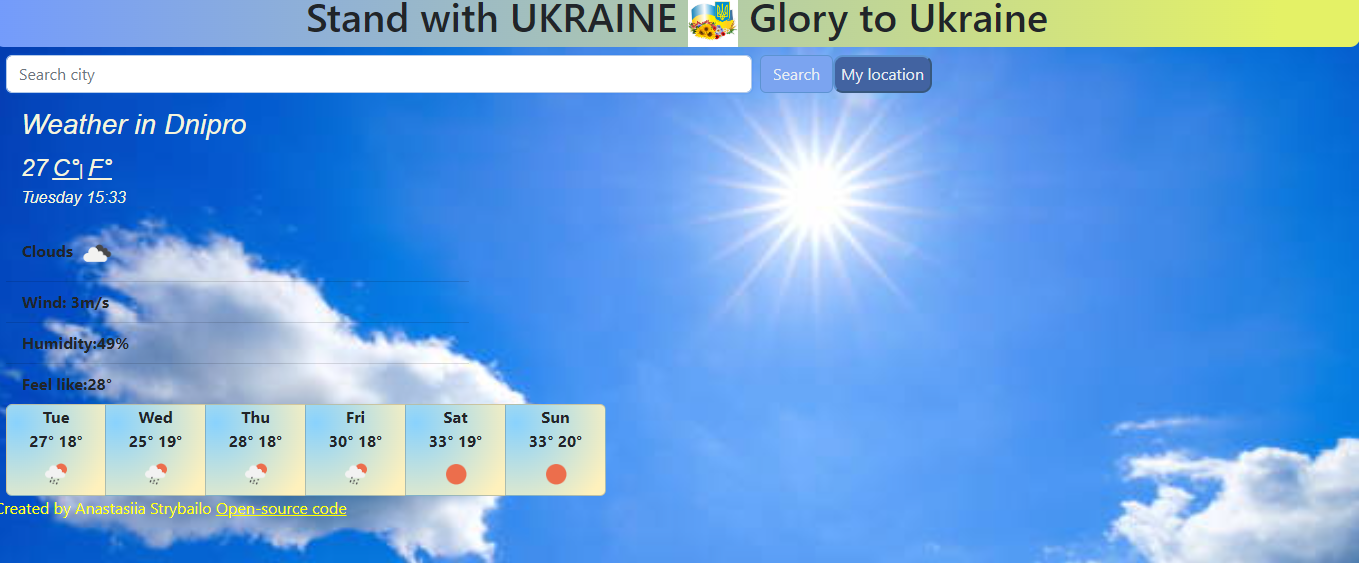 Stand with UKRAINE Glory to Ukraine
Search city Search My location
Weather in Dnipro
27 C°| F°
Tuesday 15:33
Clouds
Wind: 3m/s
Humidity:49%
Feel like:28°
Tue Wed Thu Fri Sat Sun
27° 18° 25° 19° 28° 18° 30° 18° 33° 19° 33° 20°
Created by Anastasiia Strybailo Open-source code